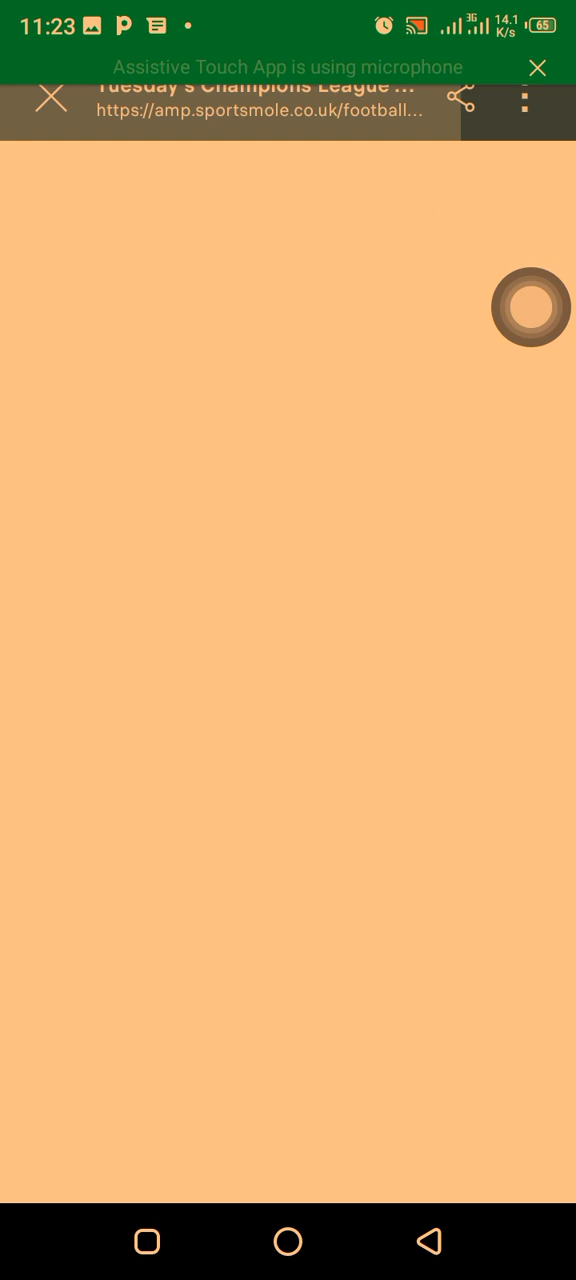 11:23
3G
14.1
K/s
65
Assistive Touch App is using microphone
Tuesday's Champions League ...
https://amp.sportsmole.co.uk/football...